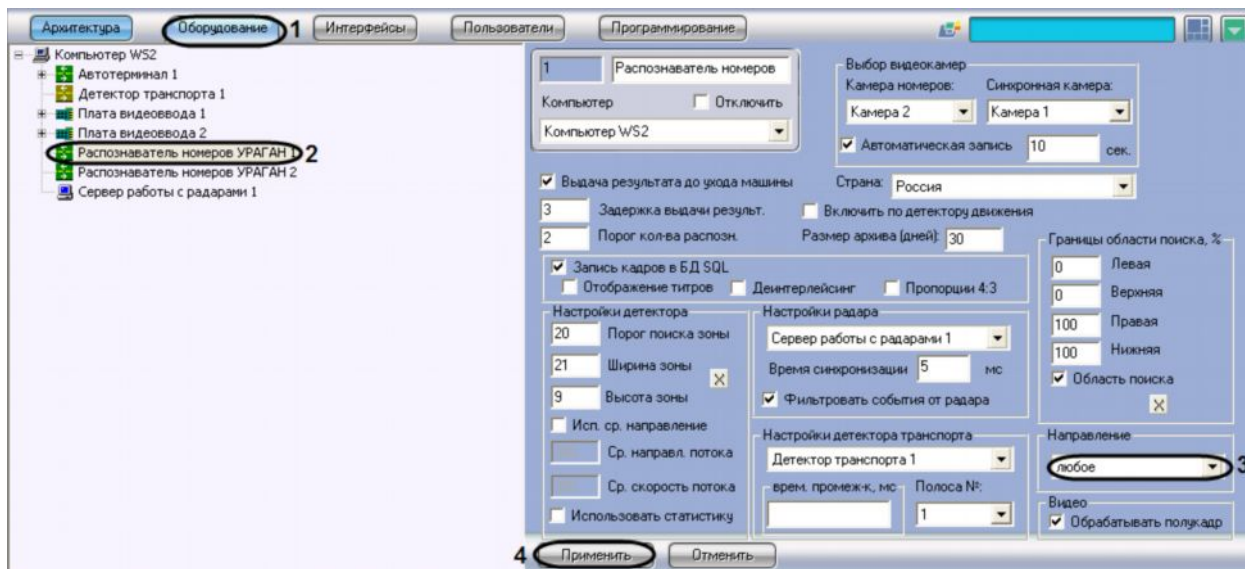 Архитектура Оборудование 1 Интерфейсы Пользователи Программирование
Компьютер WS2
Автотерминал 1
Детектор транспорта 1
Плата видеоввода 1
Плата видеоввода 2
Распознаватель номеров УРАГАН 1 2
Распознаватель номеров УРАГАН 2
Сервер работы с радарами 1
1 Распознаватель номеров
Компьютер Отключить
Компьютер WS2
Выбор видеокамер
Камера номеров: Синхронная камера:
Камера 2 Камера 1
Автоматическая запись 10 сек.
Выдача результата до ухода машины
Страна: Россия
3 Задержка выдачи результ.
Включить по детектору движения
2 Порог кол-ва распозн.
Размер архива (дней): 30
Запись кадров в БД SQL
Отображение титров Деинтерлейсинг Пропорции 4:3
Границы области поиска, %
0 Левая
0 Верхняя
100 Правая
100 Нижняя
Область поиска
X
Настройки детектора
20 Порог поиска зоны
21 Ширина зоны
X
9 Высота зоны
Исп. ср. направление
Ср. направл. потока
Ср. скорость потока
Использовать статистику
Настройки радара
Сервер работы с радарами 1
Время синхронизации 5 мс
Фильтровать события от радара
Настройки детектора транспорта
Детектор транспорта 1
врем. промеж-к, мс Полоса №:
1
Направление
любое 3
Видео
Обрабатывать полукадр
4 Применить Отменить